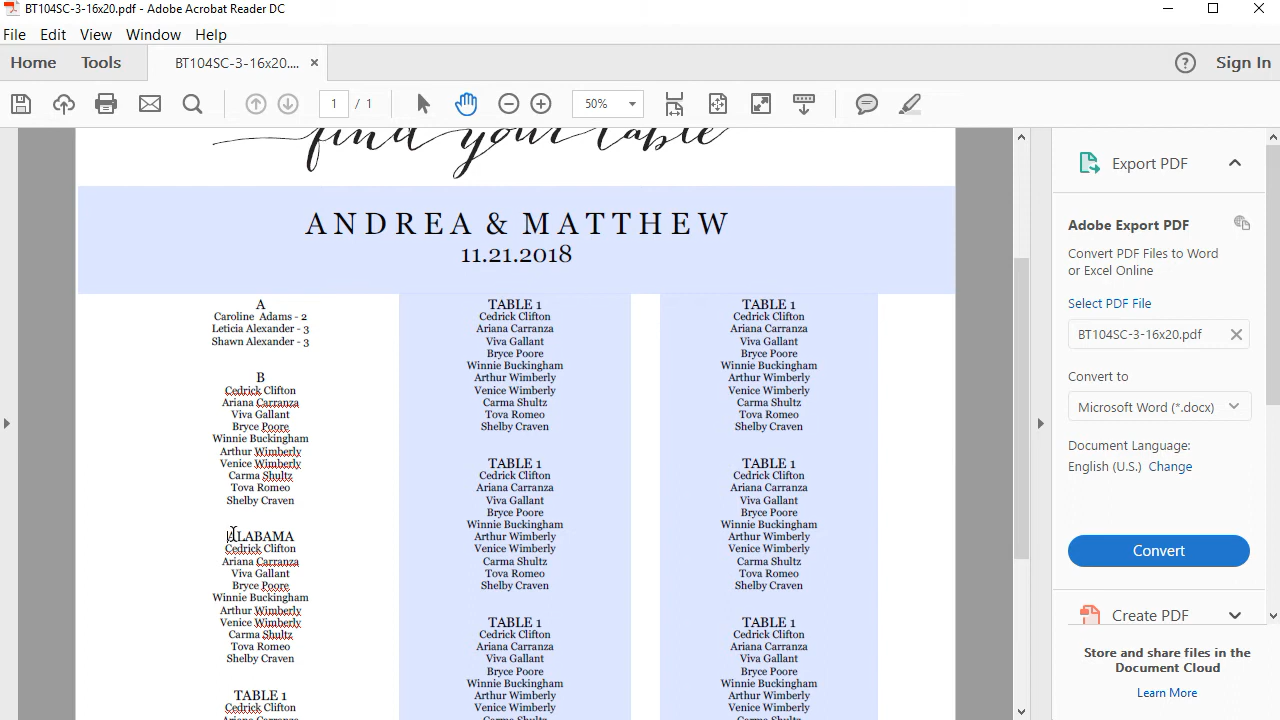 BT104SC-3-16x20.pdf - Adobe Acrobat Reader DC
File Edit View Window Help
Home Tools BT104SC-3-16x20.... Sign In
1 / 1 50%
find your table
ANDREA & MATTHEW
11.21.2018
A
Caroline Adams - 2
Leticia Alexander - 3
Shawn Alexander - 3
B
Cedrick Clifton
Ariana Carranza
Viva Gallant
Bryce Poore
Winnie Buckingham
Arthur Wimberly
Venice Wimberly
Carma Shultz
Tova Romeo
Shelby Craven
ALABAMA
Cedrick Clifton
Ariana Carranza
Viva Gallant
Bryce Poore
Winnie Buckingham
Arthur Wimberly
Venice Wimberly
Carma Shultz
Tova Romeo
Shelby Craven
TABLE 1
Cedrick Clifton
TABLE 1
Cedrick Clifton
Ariana Carranza
Viva Gallant
Bryce Poore
Winnie Buckingham
Arthur Wimberly
Venice Wimberly
Carma Shultz
Tova Romeo
Shelby Craven
TABLE 1
Cedrick Clifton
Ariana Carranza
Viva Gallant
Bryce Poore
Winnie Buckingham
Arthur Wimberly
Venice Wimberly
Carma Shultz
Tova Romeo
Shelby Craven
TABLE 1
Cedrick Clifton
Ariana Carranza
Viva Gallant
Bryce Poore
Winnie Buckingham
Arthur Wimberly
Venice Wimberly
TABLE 1
Cedrick Clifton
Ariana Carranza
Viva Gallant
Bryce Poore
Winnie Buckingham
Arthur Wimberly
Venice Wimberly
Carma Shultz
Tova Romeo
Shelby Craven
TABLE 1
Cedrick Clifton
Ariana Carranza
Viva Gallant
Bryce Poore
Winnie Buckingham
Arthur Wimberly
Venice Wimberly
Carma Shultz
Tova Romeo
Shelby Craven
TABLE 1
Cedrick Clifton
Ariana Carranza
Viva Gallant
Bryce Poore
Winnie Buckingham
Arthur Wimberly
Venice Wimberly
Export PDF
Adobe Export PDF
Convert PDF Files to Word
or Excel Online
Select PDF File
BT104SC-3-16x20.pdf
Convert to
Microsoft Word (*.docx)
Document Language:
English (U.S.) Change
Convert
Create PDF
Store and share files in the
Document Cloud
Learn More